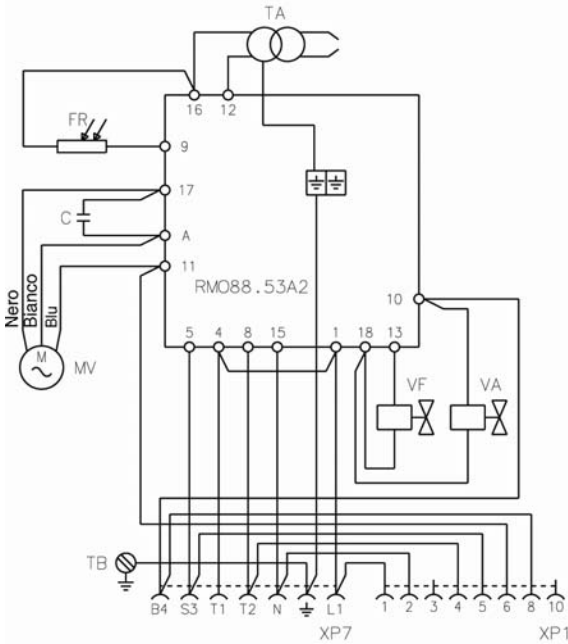 TA
16 12
FR
9
17
C
A
11
RMO88.53A2
10
Nero
Bianco
Blu
M
MV
5 4 8 15 1 18 13
VF VA
TB
B4 S3 T1 T2 N L1 1 2 3 4 5 6 8 10
XP7 XP1